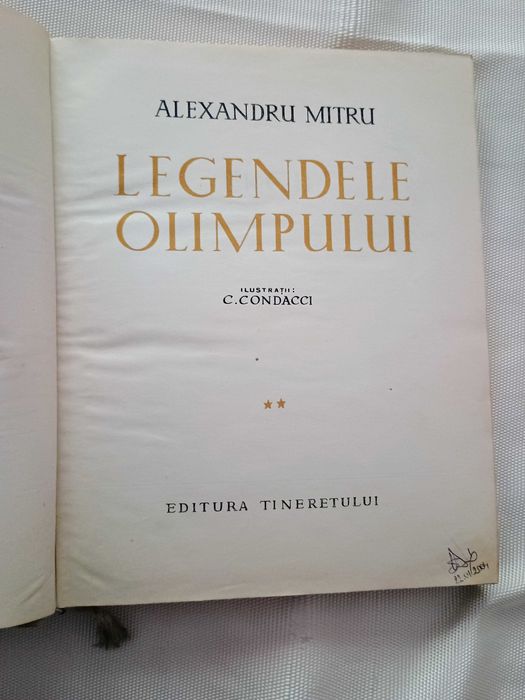 ALEXANDRU MITRU
LEGENDELE
OLIMPULUI
ILUSTRAȚII:
C. CONDACCI
EDITURA TINERETULUI